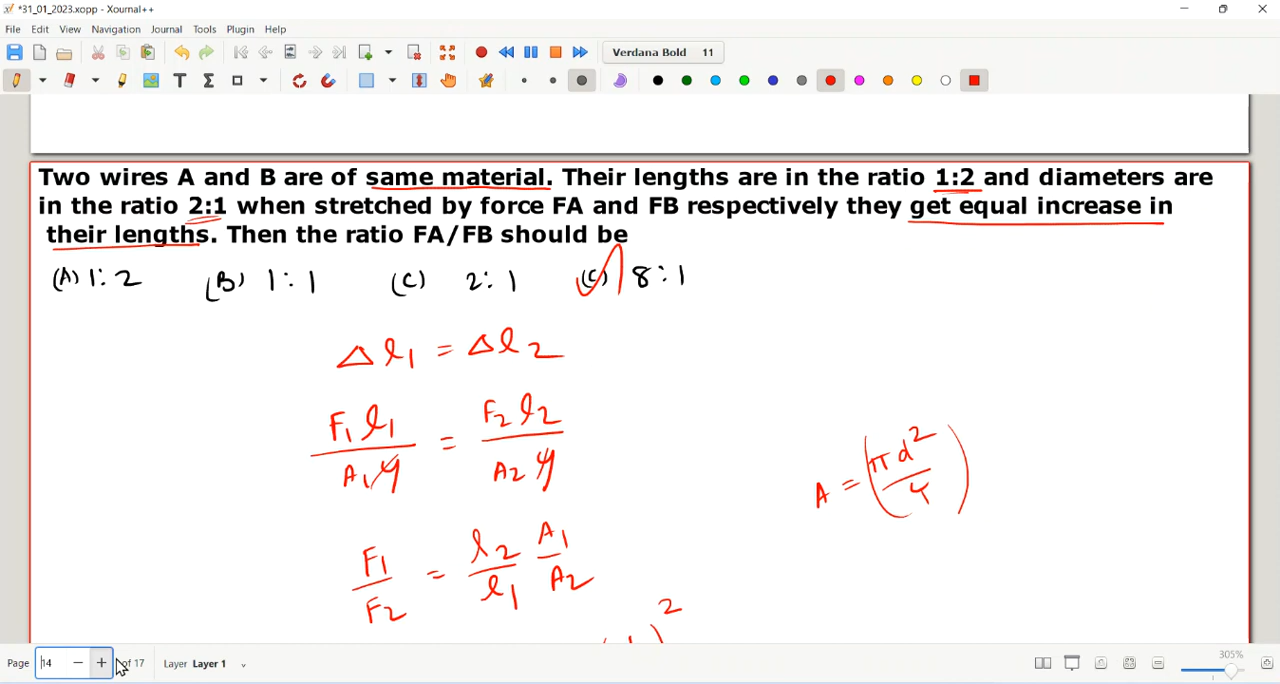 *31_01_2023.xopp - Xournal++
File Edit View Navigation Journal Tools Plugin Help
Verdana Bold 11
Two wires A and B are of same material. Their lengths are in the ratio 1:2 and diameters are
in the ratio 2:1 when stretched by force FA and FB respectively they get equal increase in
their lengths. Then the ratio FA/FB should be
(A) 1:2 (B) 1:1 (C) 2:1 (C) 8:1
Δl₁ = Δl₂
F₁l₁/A₁Y = F₂l₂/A₂Y
A = (πd²/4)
F₁/F₂ = l₂/l₁ A₁/A₂
2
Page 14 of 17 Layer Layer 1 305%